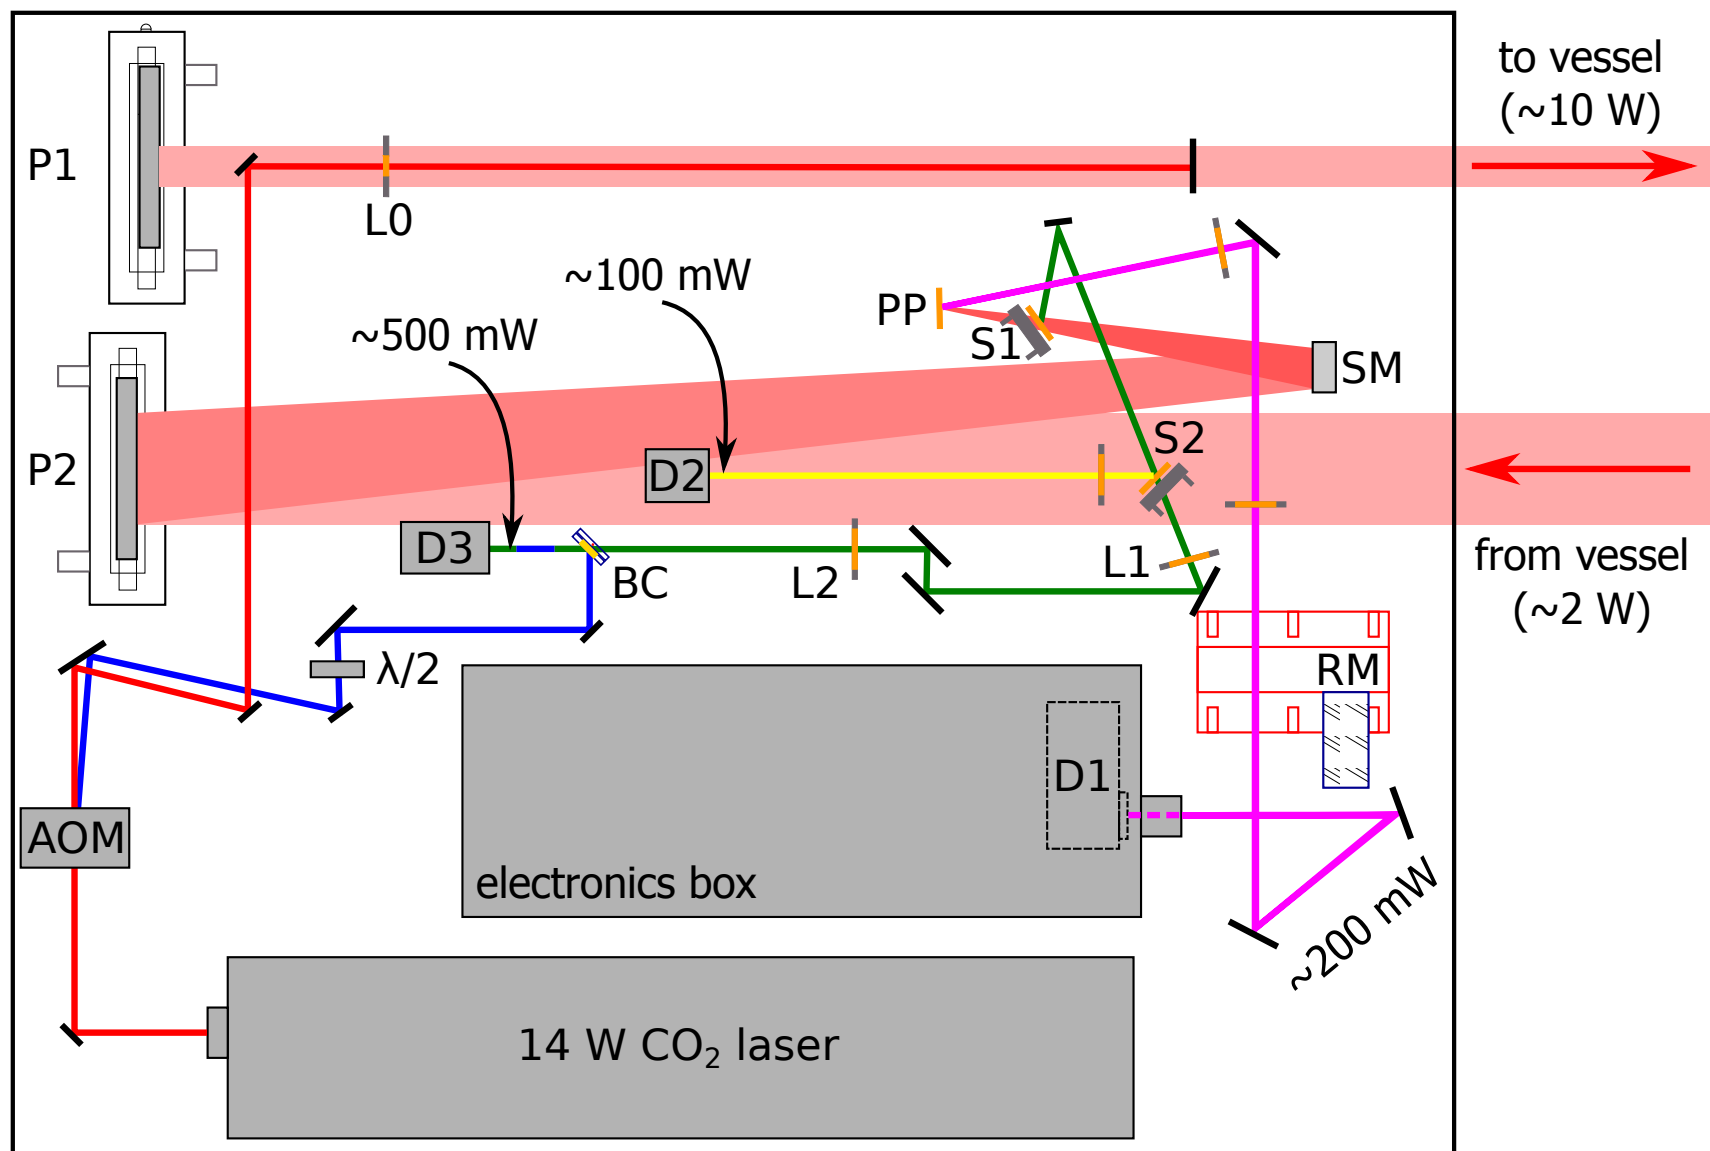 to vessel
(~10 W)
P1
L0
~100 mW
PP
~500 mW
S1
SM
S2
P2
D2
D3
BC
L2
L1
from vessel
(~2 W)
λ/2
RM
D1
AOM
electronics box
~200 mW
14 W CO₂ laser